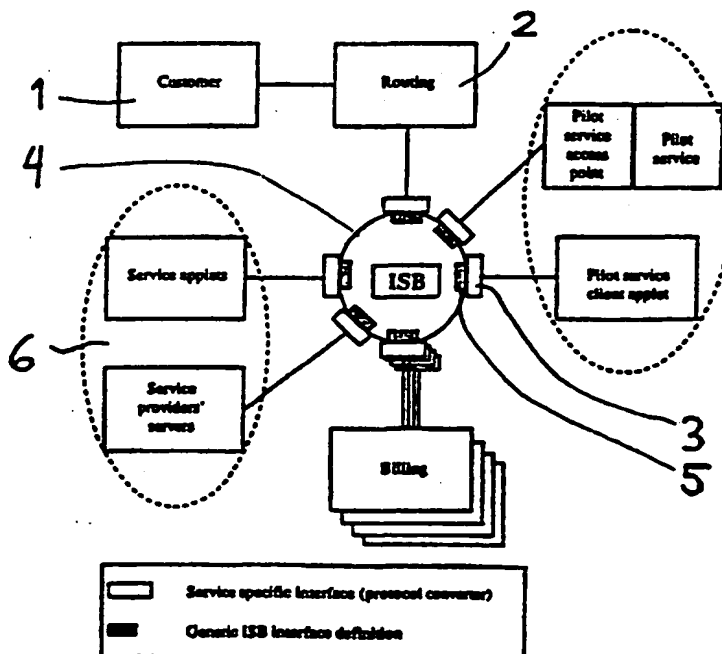 1
Customer
Routing
2
Pilot
service
access
point
Pilot
service
4
Service applets
ISB
Pilot service
client applet
6
Service
providers'
servers
3
5
Billing
Service specific interface (protocol converter)
Generic ISB interface definition